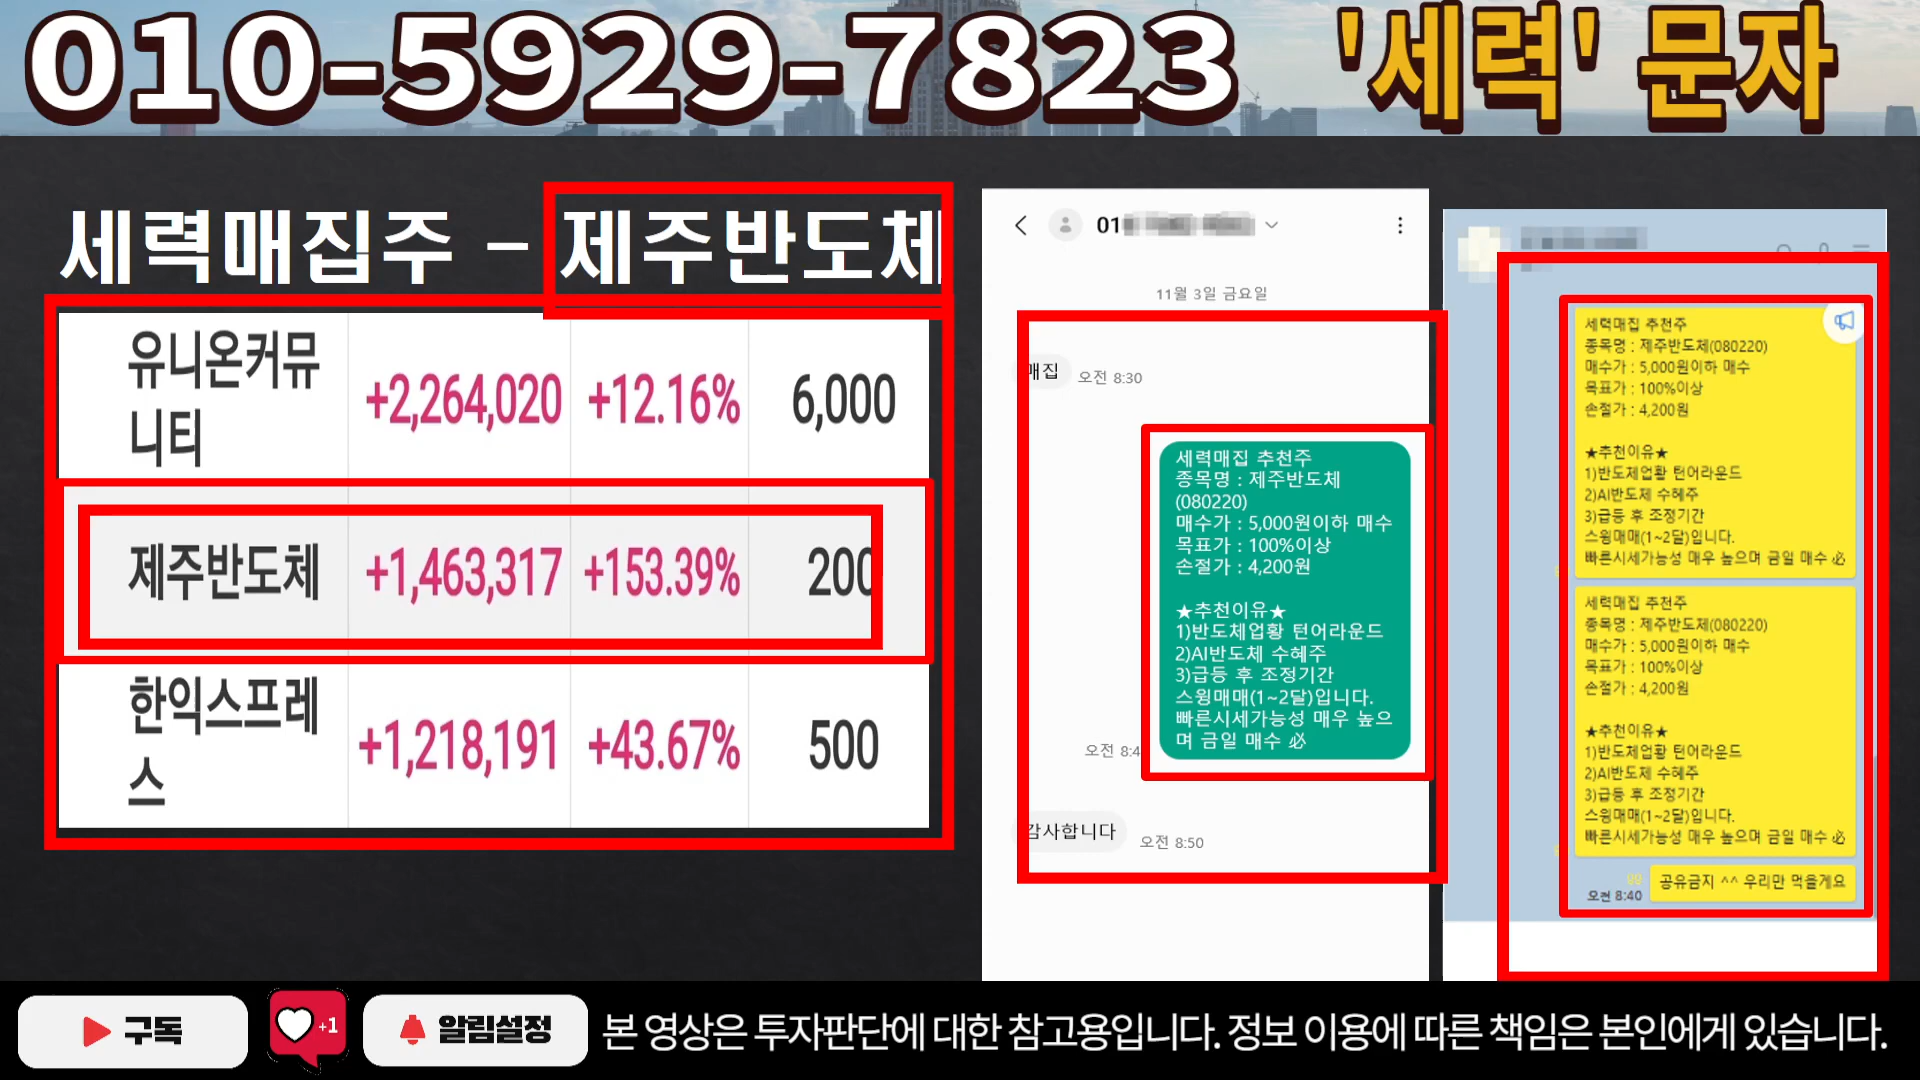 010-5929-7823 '세력' 문자
세력매집주 - 제주반도체
유니온커뮤
니티
+2,264,020
+12.16%
6,000
제주반도체
+1,463,317
+153.39%
200
한익스프레
스
+1,218,191
+43.67%
500
01
11월 3일 금요일
매집
오전 8:30
세력매집 추천주
종목명 : 제주반도체
(080220)
매수가 : 5,000원이하 매수
목표가 : 100%이상
손절가 : 4,200원
★추천이유★
1)반도체업황 턴어라운드
2)AI반도체 수혜주
3)급등 후 조정기간
스윙매매(1~2달)입니다.
빠른시세가능성 매우 높으
며 금일 매수 必
오전 8:4
감사합니다
오전 8:50
세력매집 추천주
종목명 : 제주반도체(080220)
매수가 : 5,000원이하 매수
목표가 : 100%이상
손절가 : 4,200원
★추천이유★
1)반도체업황 턴어라운드
2)AI반도체 수혜주
3)급등 후 조정기간
스윙매매(1~2달)입니다.
빠른시세가능성 매우 높으며 금일 매수 必
세력매집 추천주
종목명 : 제주반도체(080220)
매수가 : 5,000원이하 매수
목표가 : 100%이상
손절가 : 4,200원
★추천이유★
1)반도체업황 턴어라운드
2)AI반도체 수혜주
3)급등 후 조정기간
스윙매매(1~2달)입니다.
빠른시세가능성 매우 높으며 금일 매수 必
오전 8:40
공유금지 ^^ 우리만 먹을게요
구독
+1
알림설정
본 영상은 투자판단에 대한 참고용입니다. 정보 이용에 따른 책임은 본인에게 있습니다.